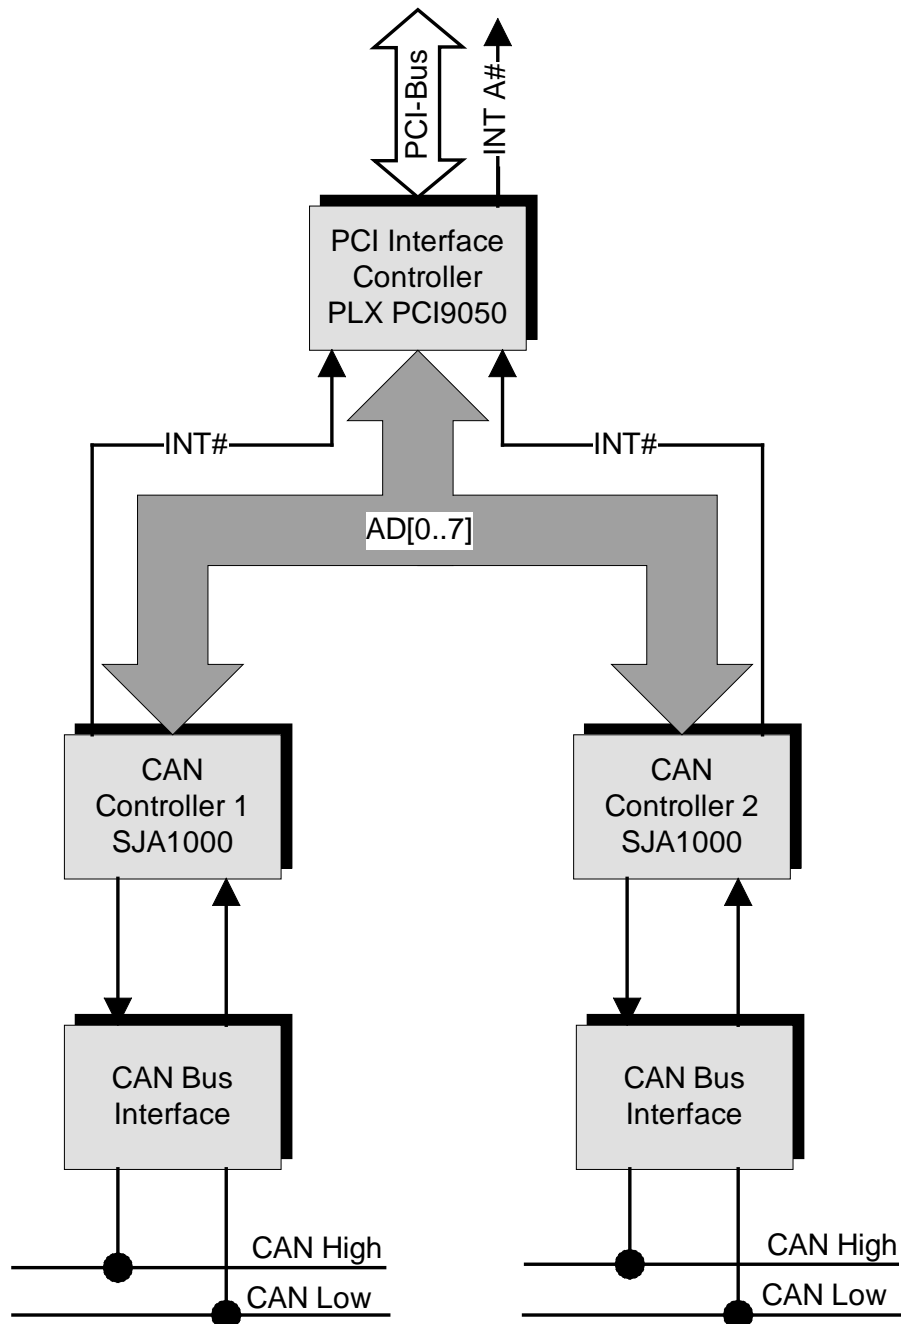 PCI-Bus
INT A#
PCI Interface
Controller
PLX PCI9050
INT#
INT#
AD[0..7]
CAN
Controller 1
SJA1000
CAN
Controller 2
SJA1000
CAN Bus
Interface
CAN Bus
Interface
CAN High
CAN High
CAN Low
CAN Low